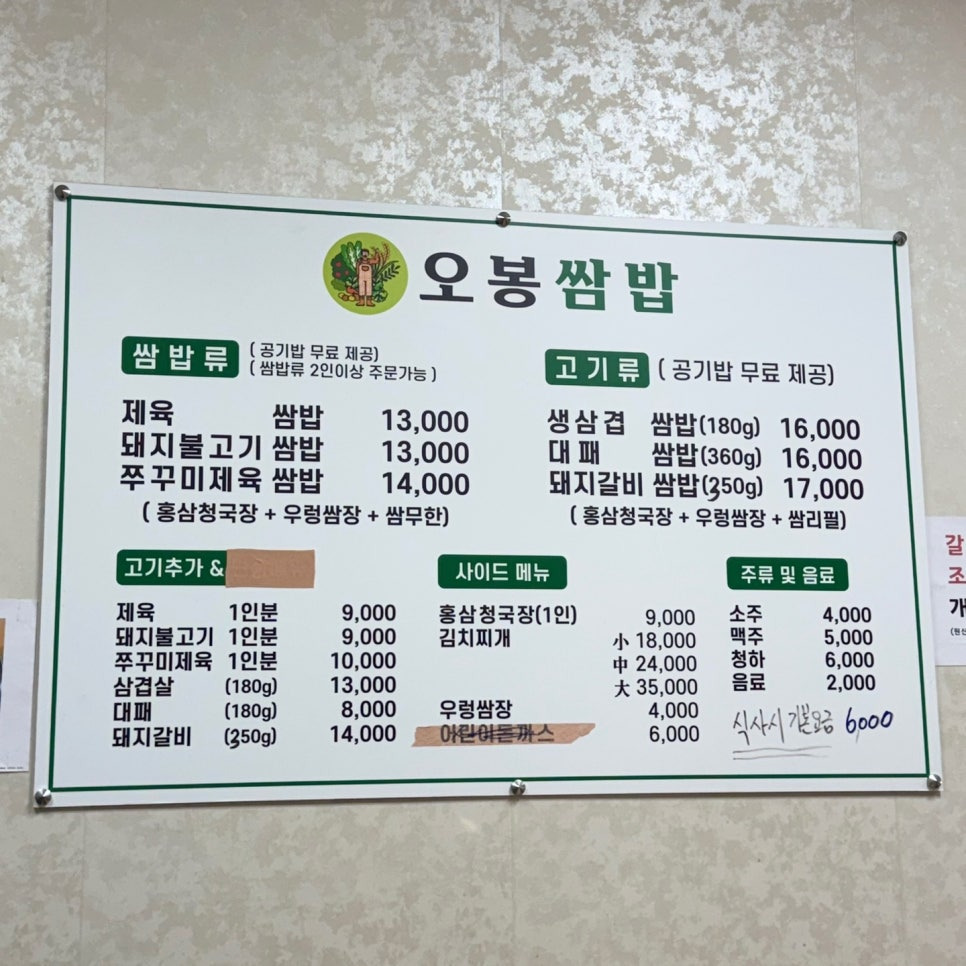 오봉쌈밥
쌈밥류 ( 공기밥 무료 제공)
( 쌈밥류 2인이상 주문가능 )
제육 쌈밥 13,000
돼지불고기 쌈밥 13,000
쭈꾸미제육 쌈밥 14,000
( 홍삼청국장 + 우렁쌈장 + 쌈무한)
고기류 ( 공기밥 무료 제공)
생삼겹 쌈밥(180g) 16,000
대패 쌈밥(360g) 16,000
돼지갈비 쌈밥(350g) 17,000
( 홍삼청국장 + 우렁쌈장 + 쌈리필)
고기추가 &
제육 1인분 9,000
돼지불고기 1인분 9,000
쭈꾸미제육 1인분 10,000
삼겹살 (180g) 13,000
대패 (180g) 8,000
돼지갈비 (350g) 14,000
사이드 메뉴
홍삼청국장(1인) 9,000
김치찌개 小 18,000
中 24,000
大 35,000
우렁쌈장 4,000
어린이돈까스 6,000
주류 및 음료
소주 4,000
맥주 5,000
청하 6,000
음료 2,000
식사시 기본요금 6,000
갈
조
개